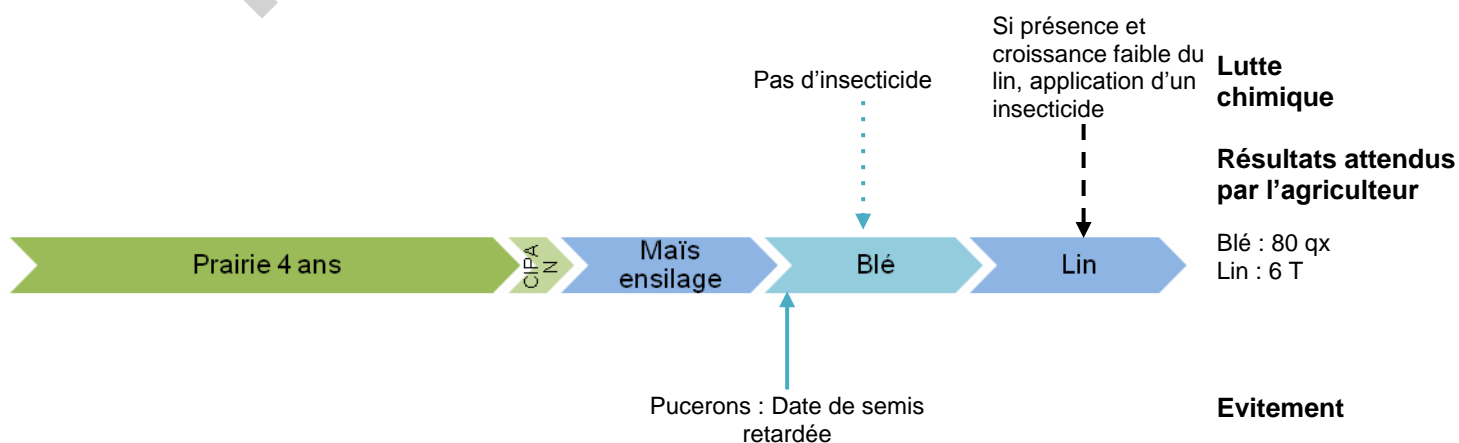 Si présence et
croissance faible du
lin, application d'un
insecticide
Pas d'insecticide
Lutte
chimique
Résultats attendus
par l'agriculteur
Prairie 4 ans
CIPA
N
Maïs
ensilage
Blé
Lin
Blé : 80 qx
Lin : 6 T
Pucerons : Date de semis
retardée
Evitement